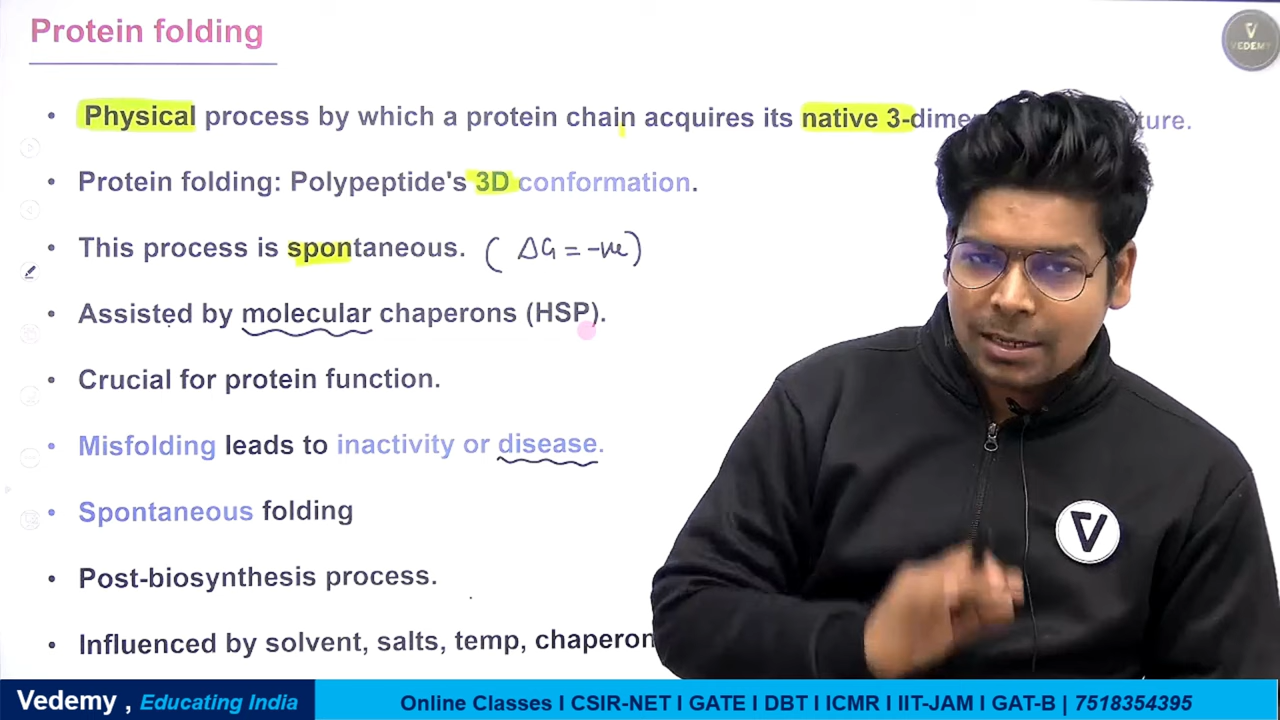 Protein folding
VEDEMY
• Physical process by which a protein chain acquires its native 3-
• Protein folding: Polypeptide's 3D conformation.
• This process is spontaneous. ( ΔG = -ve)
• Assisted by molecular chaperons (HSP).
• Crucial for protein function.
• Misfolding leads to inactivity or disease.
• Spontaneous folding
• Post-biosynthesis process.
• Influenced by solvent, salts, temp, chaperon
Vedemy , Educating India
Online Classes I CSIR-NET I GATE I DBT I ICMR I IIT-JAM I GAT-B | 7518354395